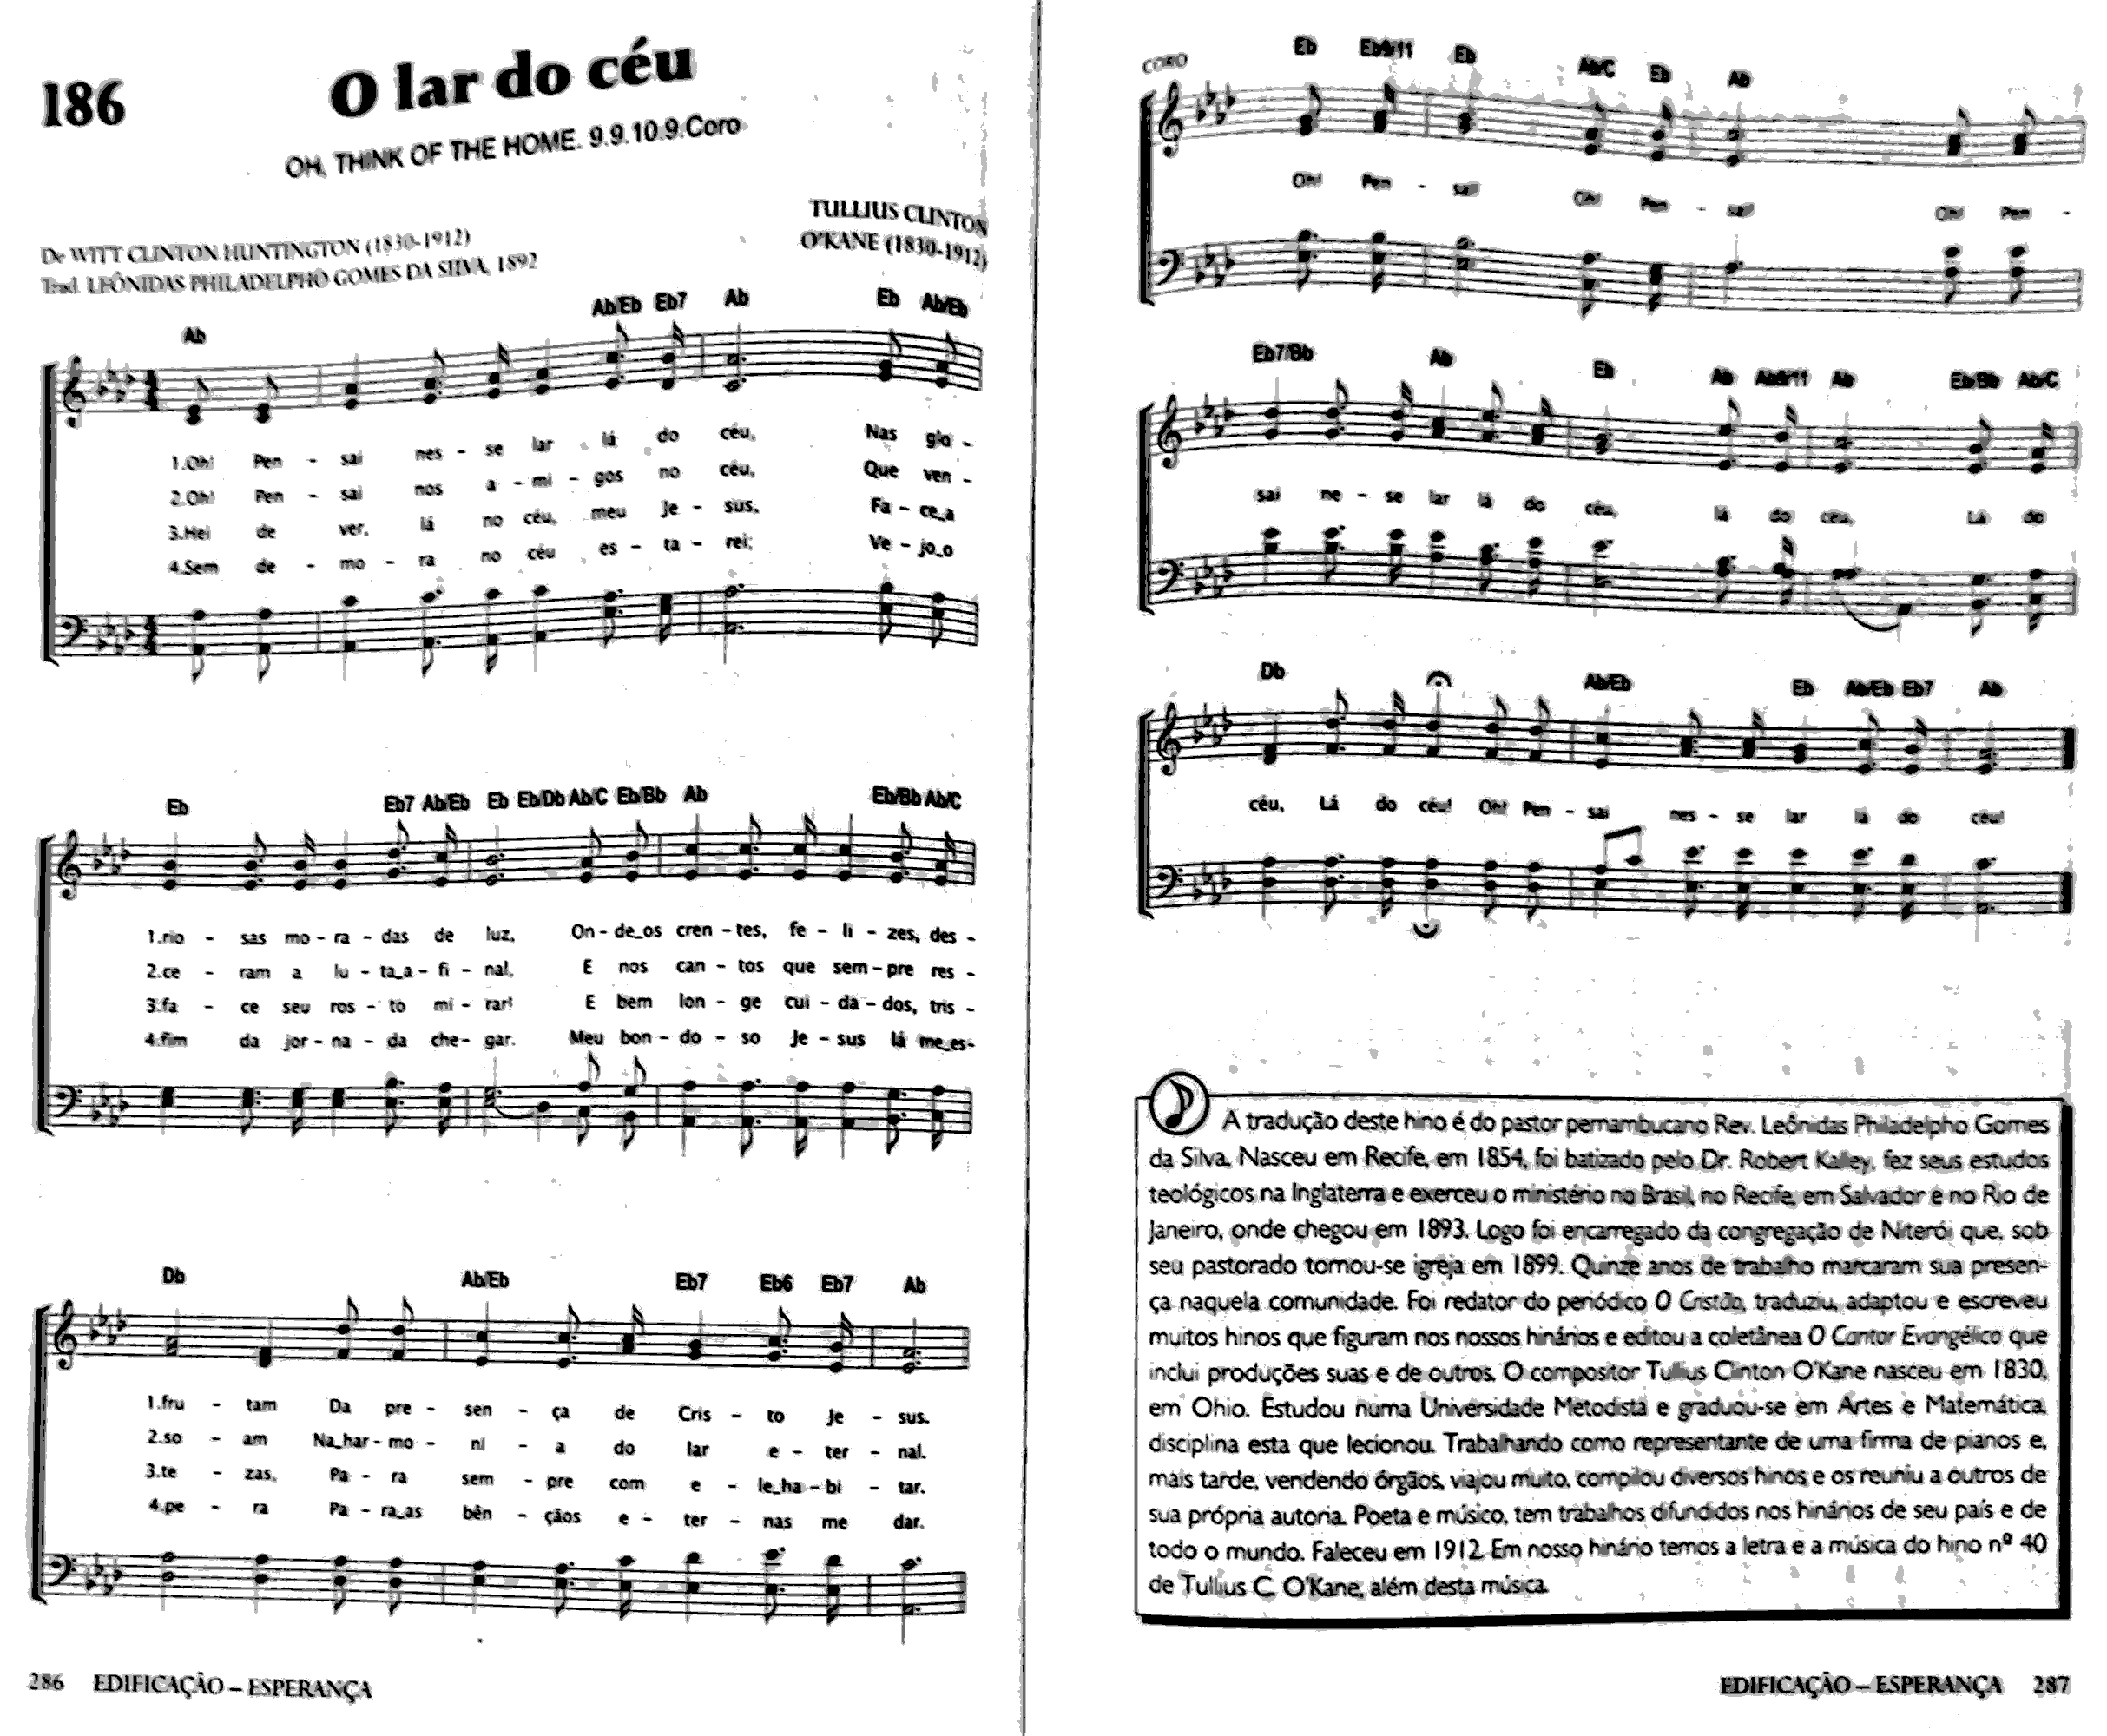 186
O lar do céu
OH, THINK OF THE HOME. 9.9.10.9.Coro
De WITT CLINTON HUNTINGTON (1830-1912)
Trad. LEÔNIDAS PHILADELPHO GOMES DA SILVA, 1892
TULLIUS CLINTON
O'KANE (1830-1912)
Ab Ab/Eb Eb7 Ab Eb Ab/Eb
1.Oh! Pen - sai nes - se lar lá do céu, Nas glo -
2.Oh! Pen - sai nos a - mi - gos no céu, Que ven -
3.Hei de ver, lá no céu, meu Je - sus, Fa - ce_a
4.Sem de - mo - ra no céu es - ta - rei; Ve - jo_o
Eb Eb7 Ab/Eb Eb Eb/Db Ab/C Eb/Bb Ab Eb/Bb Ab/C
1.rio - sas mo - ra - das de luz, On - de_os cren - tes, fe - li - zes, des -
2.ce - ram a lu - ta_a - fi - nal, E nos can - tos que sem - pre res -
3.fa - ce seu ros - to mi - rar! E bem lon - ge cui - da - dos, tris -
4.fim da jor - na - da che - gar. Meu bon - do - so Je - sus lá me_es-
Db Ab/Eb Eb7 Eb6 Eb7 Ab
1.fru - tam Da pre - sen - ça de Cris - to Je - sus.
2.so - am Na_har - mo - ni - a do lar e - ter - nal.
3.te - zas, Pa - ra sem - pre com e - le_ha - bi - tar.
4.pe - ra Pa - ra_as bên - çãos e - ter - nas me dar.
286 EDIFICAÇÃO – ESPERANÇA
CORO
Eb Eb Ab/C Eb Ab
Oh! Pen - sai! Oh! Pen - sai! Oh! Pen -
Eb7/Bb Ab Eb Ab Ab Eb/Bb Ab/C
sai ne - se lar lá do céu, lá do céu, Lá do
Db Ab/Eb Eb Ab/Eb Eb7 Ab
céu, Lá do céu! Oh! Pen - sai nes - se lar lá do céu!
A tradução deste hino é do pastor pernambucano Rev. Leônidas Philadelpho Gomes
da Silva. Nasceu em Recife, em 1854, foi batizado pelo Dr. Robert Kalley, fez seus estudos
teológicos na Inglaterra e exerceu o ministério no Brasil, no Recife, em Salvador e no Rio de
Janeiro, onde chegou em 1893. Logo foi encarregado da congregação de Niterói que, sob
seu pastorado tornou-se igreja em 1899. Quinze anos de trabalho marcaram sua presen-
ça naquela comunidade. Foi redator do periódico O Cristão, traduziu, adaptou e escreveu
muitos hinos que figuram nos nossos hinários e editou a coletânea O Cantor Evangélico que
inclui produções suas e de outros. O compositor Tullius Clinton O'Kane nasceu em 1830,
em Ohio. Estudou numa Universidade Metodista e graduou-se em Artes e Matemática,
disciplina esta que lecionou. Trabalhando como representante de uma firma de pianos e,
mais tarde, vendendo órgãos, viajou muito, compilou diversos hinos e os reuniu a outros de
sua própria autoria. Poeta e músico, tem trabalhos difundidos nos hinários de seu país e de
todo o mundo. Faleceu em 1912. Em nosso hinário temos a letra e a música do hino nº 40
de Tullius C. O'Kane, além desta música.
EDIFICAÇÃO – ESPERANÇA 287